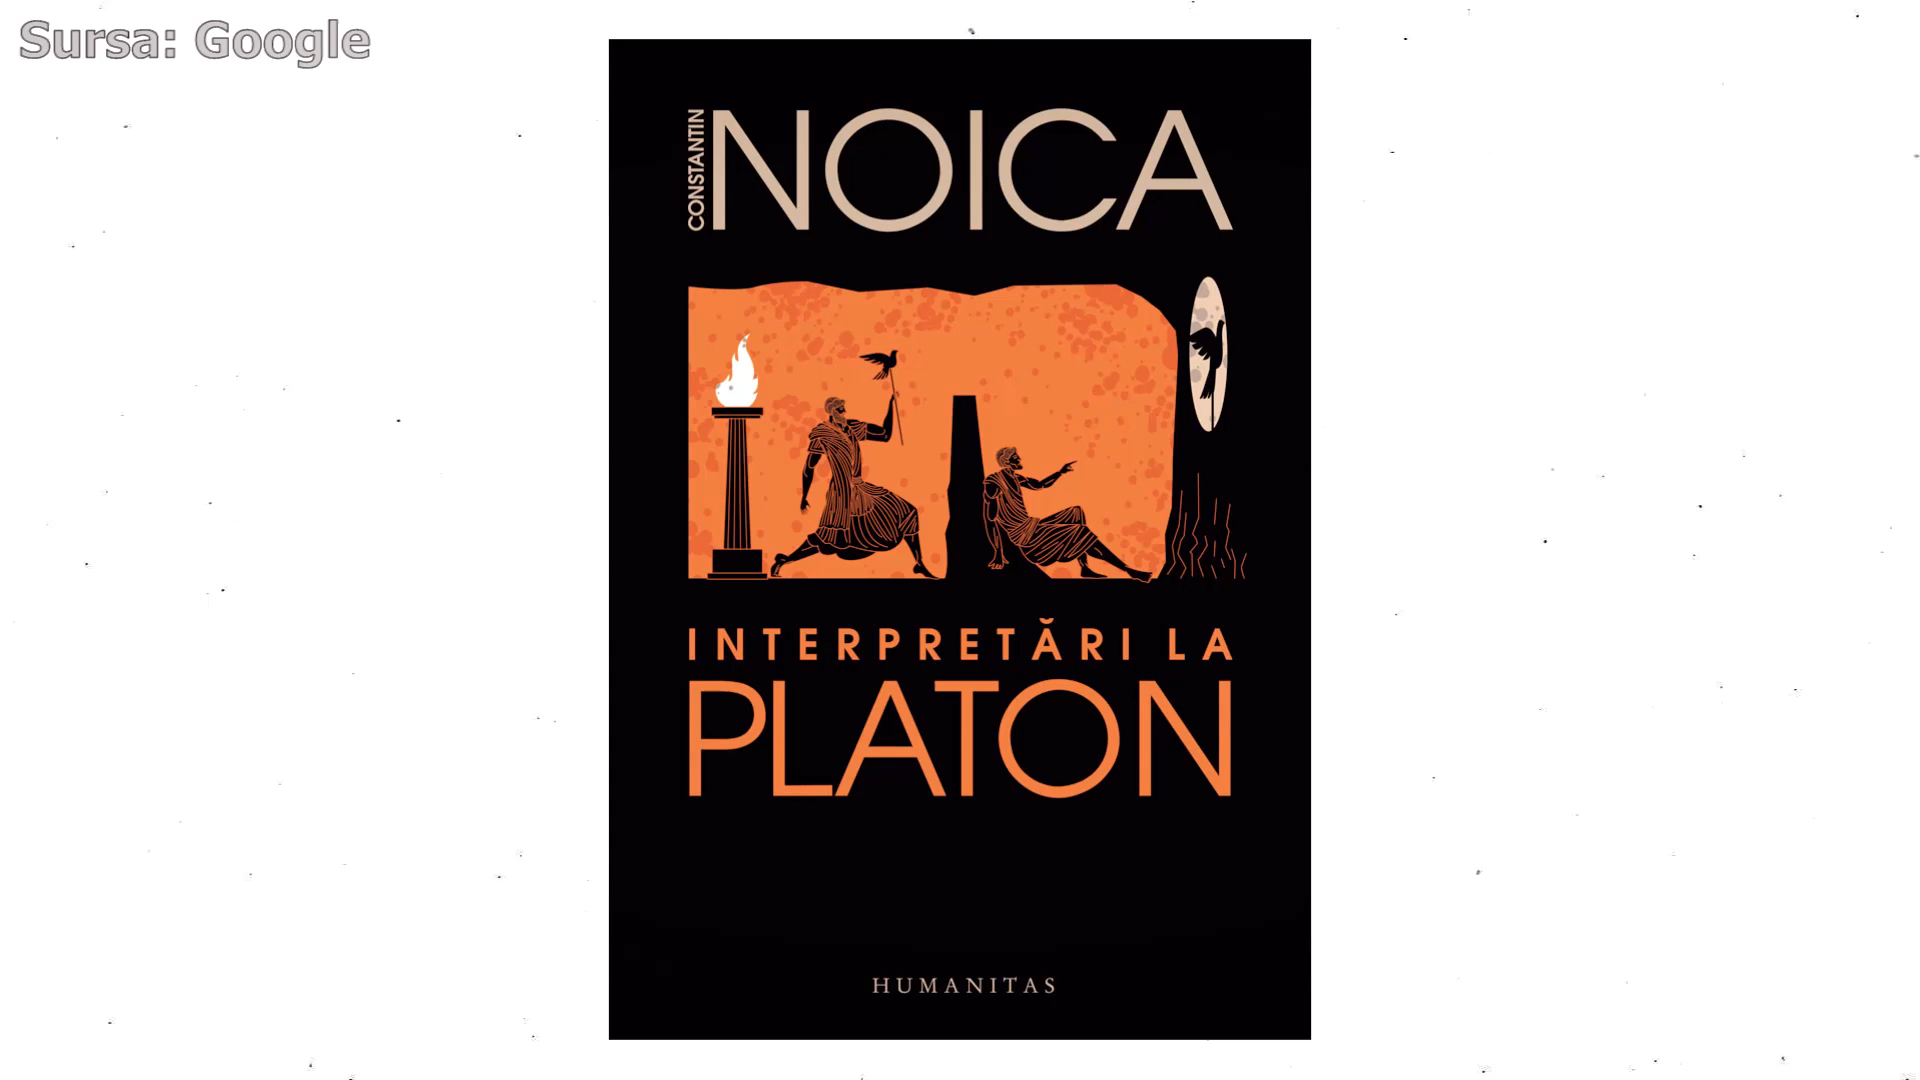 Sursa: Google
CONSTANTIN
NOICA
INTERPRETĂRI LA
PLATON
HUMANITAS